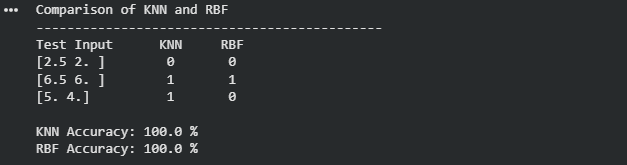 Comparison of KNN and RBF
---------------------------------------------
Test Input KNN RBF
[2.5 2. ] 0 0
[6.5 6. ] 1 1
[5. 4.] 1 0
KNN Accuracy: 100.0 %
RBF Accuracy: 100.0 %